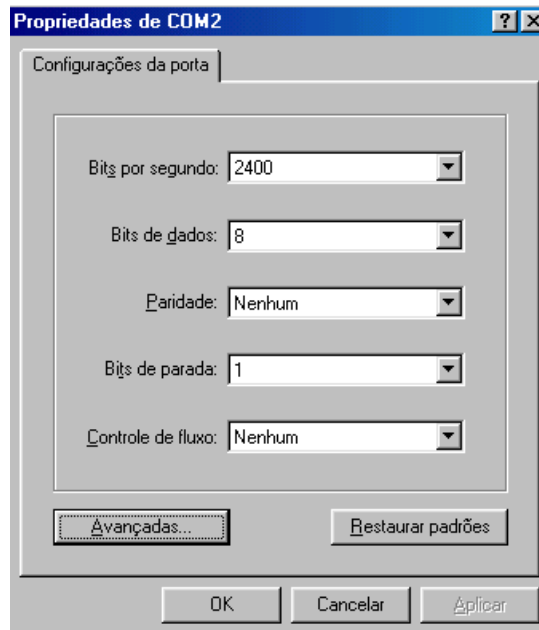 Propriedades de COM2
Configurações da porta
Bits por segundo: 2400
Bits de dados: 8
Paridade: Nenhum
Bits de parada: 1
Controle de fluxo: Nenhum
Avançadas... Restaurar padrões
OK Cancelar Aplicar